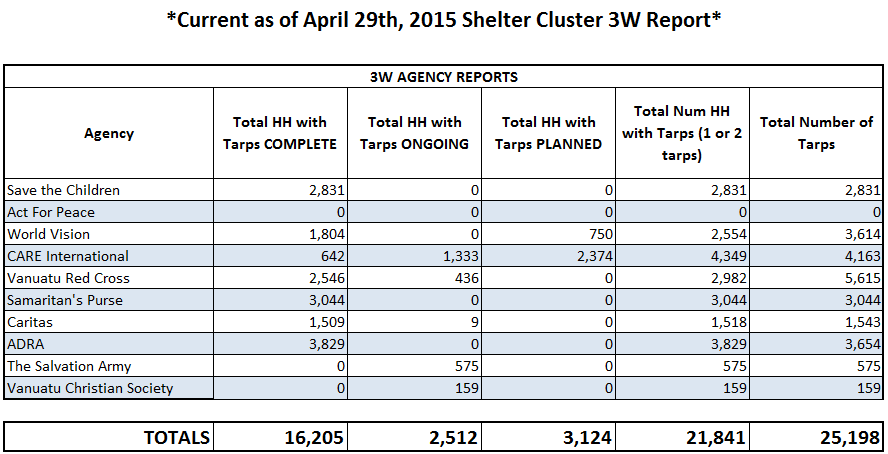 *Current as of April 29th, 2015 Shelter Cluster 3W Report*
3W AGENCY REPORTS
Agency Total HH with Tarps COMPLETE Total HH with Tarps ONGOING Total HH with Tarps PLANNED Total Num HH with Tarps (1 or 2 tarps) Total Number of Tarps
Save the Children 2,831 0 0 2,831 2,831
Act For Peace 0 0 0 0 0
World Vision 1,804 0 750 2,554 3,614
CARE International 642 1,333 2,374 4,349 4,163
Vanuatu Red Cross 2,546 436 0 2,982 5,615
Samaritan's Purse 3,044 0 0 3,044 3,044
Caritas 1,509 9 0 1,518 1,543
ADRA 3,829 0 0 3,829 3,654
The Salvation Army 0 575 0 575 575
Vanuatu Christian Society 0 159 0 159 159
TOTALS 16,205 2,512 3,124 21,841 25,198